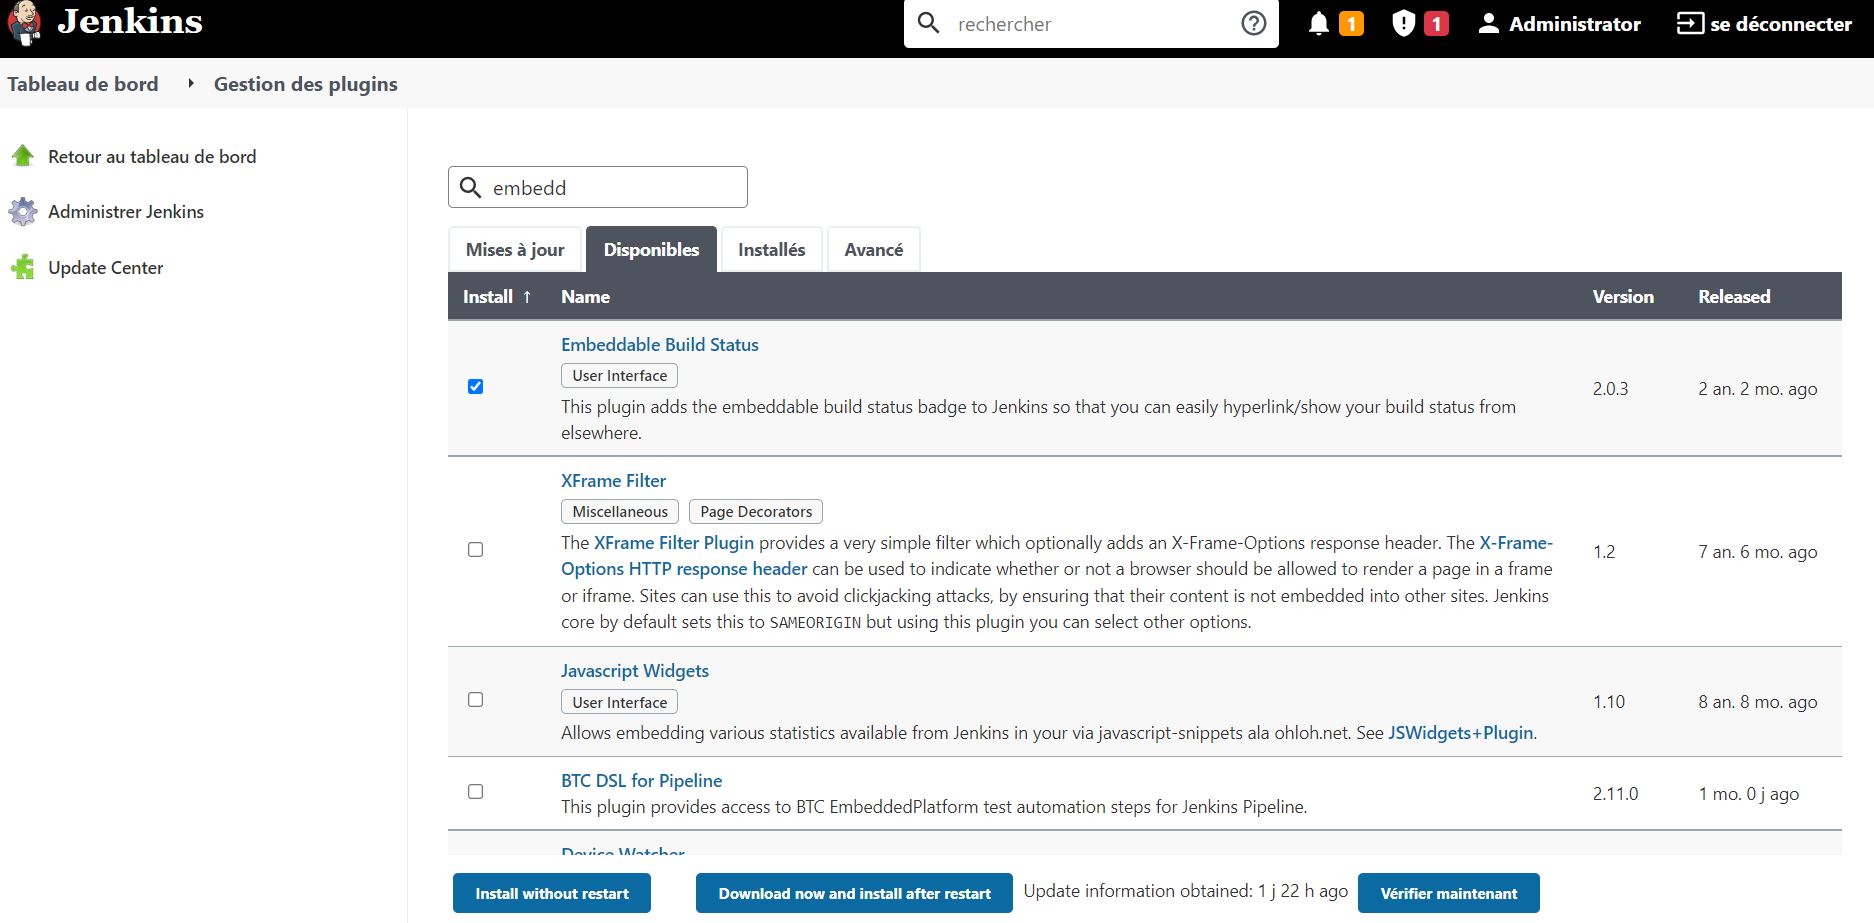 Jenkins
rechercher
1
1
Administrator
se déconnecter
Tableau de bord
Gestion des plugins
Retour au tableau de bord
Administrer Jenkins
Update Center
embedd
Mises à jour
Disponibles
Installés
Avancé
Install ↑ Name Version Released
Embeddable Build Status
User Interface
This plugin adds the embeddable build status badge to Jenkins so that you can easily hyperlink/show your build status from
elsewhere.
2.0.3
2 an. 2 mo. ago
XFrame Filter
Miscellaneous Page Decorators
The XFrame Filter Plugin provides a very simple filter which optionally adds an X-Frame-Options response header. The X-Frame-
Options HTTP response header can be used to indicate whether or not a browser should be allowed to render a page in a frame
or iframe. Sites can use this to avoid clickjacking attacks, by ensuring that their content is not embedded into other sites. Jenkins
core by default sets this to SAMEORIGIN but using this plugin you can select other options.
1.2
7 an. 6 mo. ago
Javascript Widgets
User Interface
Allows embedding various statistics available from Jenkins in your via javascript-snippets ala ohloh.net. See JSWidgets+Plugin.
1.10
8 an. 8 mo. ago
BTC DSL for Pipeline
This plugin provides access to BTC EmbeddedPlatform test automation steps for Jenkins Pipeline.
2.11.0
1 mo. 0 j ago
Device Watcher
Install without restart
Download now and install after restart
Update information obtained: 1 j 22 h ago
Vérifier maintenant